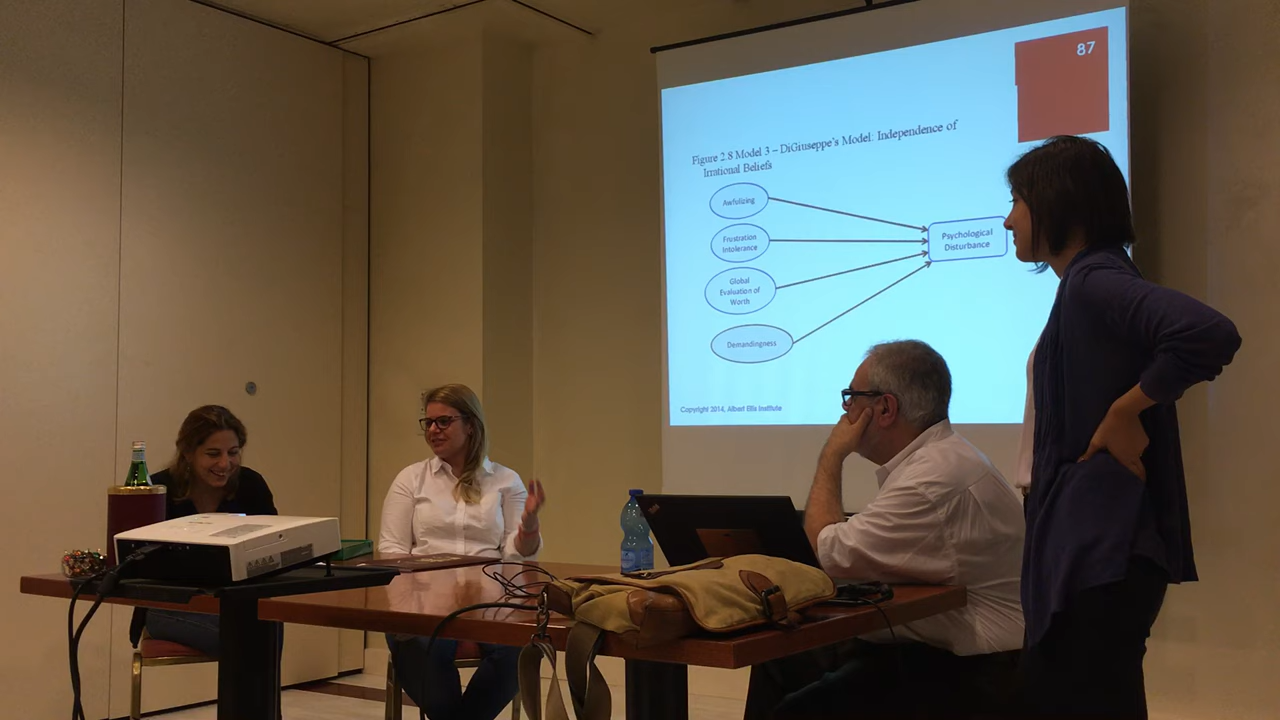 87
Figure 2.8 Model 3 – DiGiuseppe's Model: Independence of
Irrational Beliefs
Awfulizing
Frustration
Intolerance
Global
Evaluation of
Worth
Demandingness
Psychological
Disturbance
Copyright 2014, Albert Ellis Institute